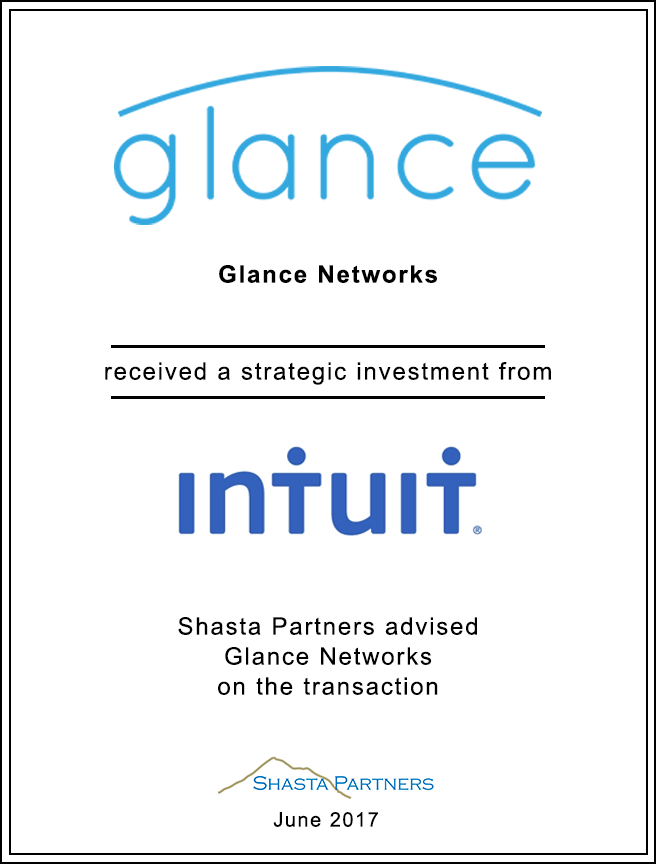 glance
Glance Networks
received a strategic investment from
intuit®
Shasta Partners advised
Glance Networks
on the transaction
SHASTA PARTNERS
June 2017